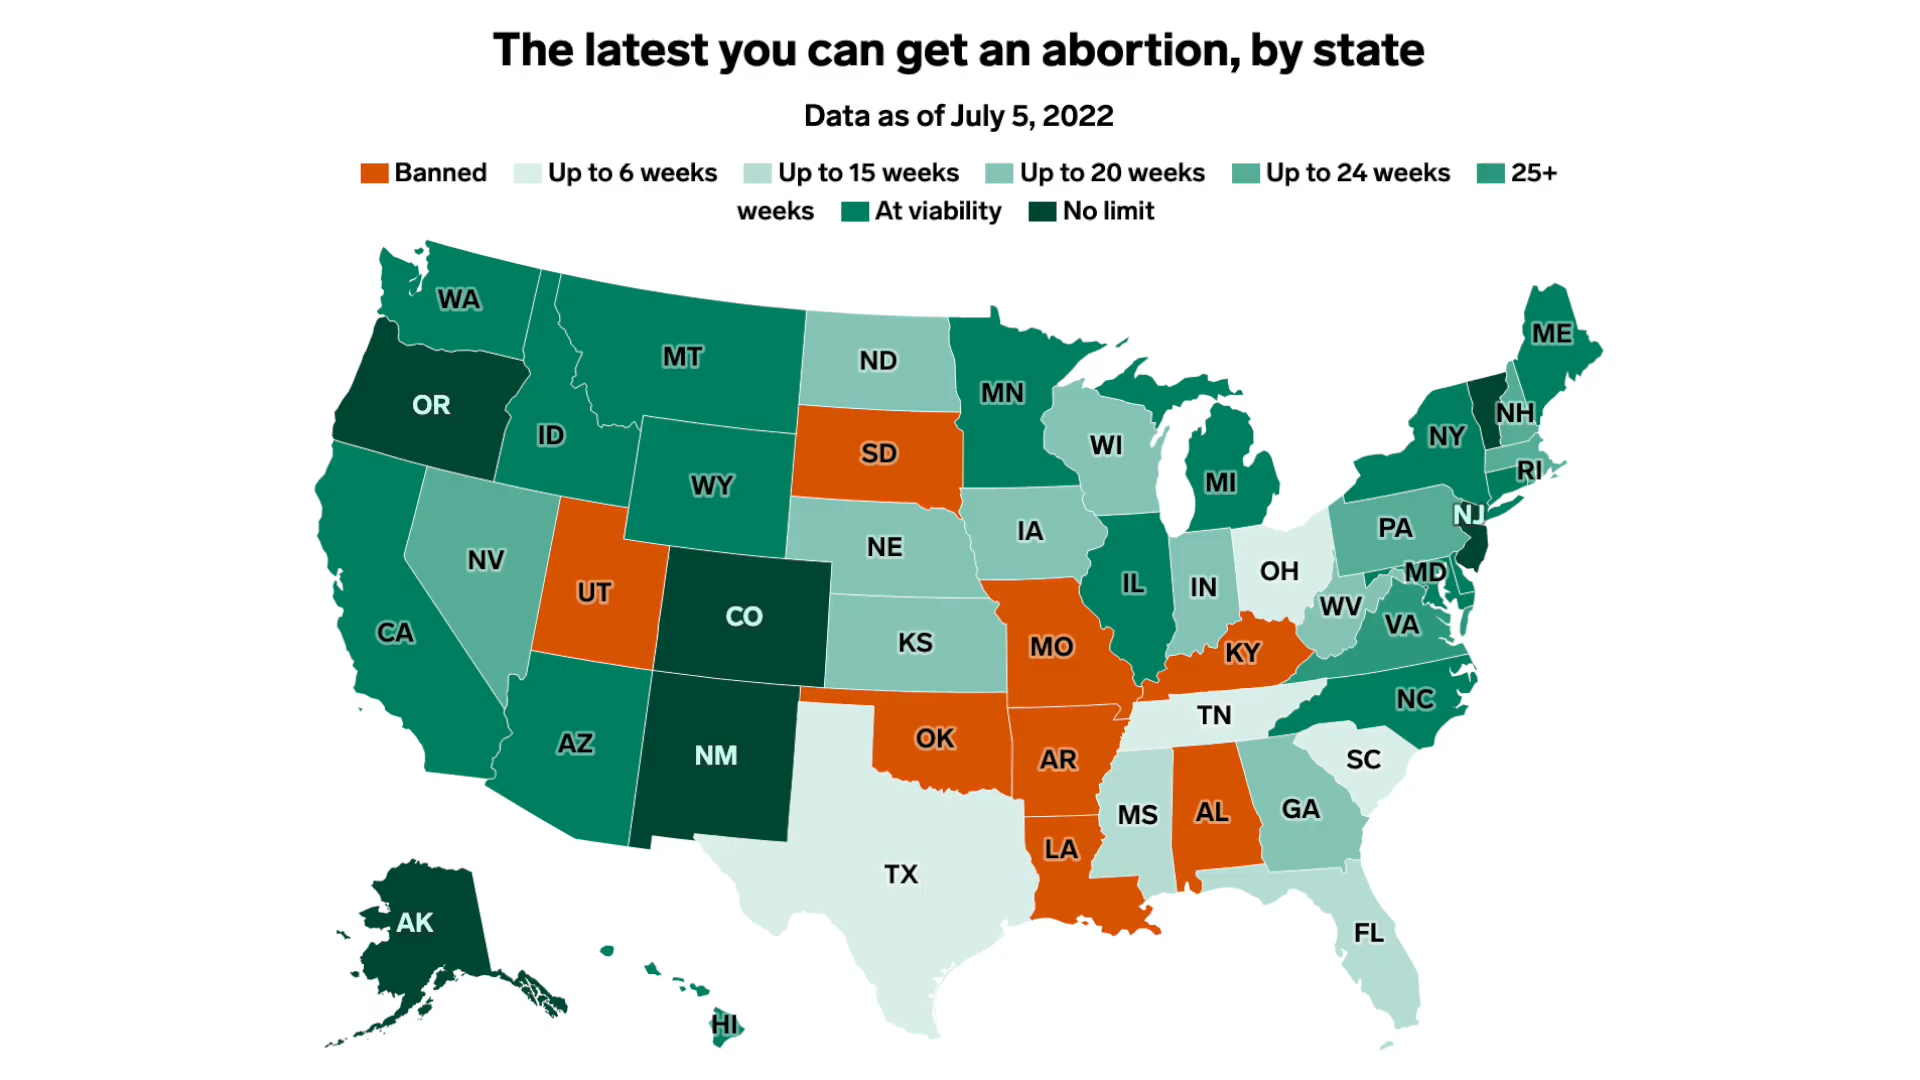 The latest you can get an abortion, by state
Data as of July 5, 2022
Banned Up to 6 weeks Up to 15 weeks Up to 20 weeks Up to 24 weeks 25+
weeks At viability No limit
WA
ME
MT
ND
MN
OR
NH
ID
NY
WI
SD
RI
MI
WY
NJ
PA
IA
NE
NV
OH
MD
IL
IN
UT
WV
CO
VA
CA
KS
MO
KY
NC
TN
OK
AZ
NM
AR
SC
GA
AL
MS
LA
TX
AK
FL
HI